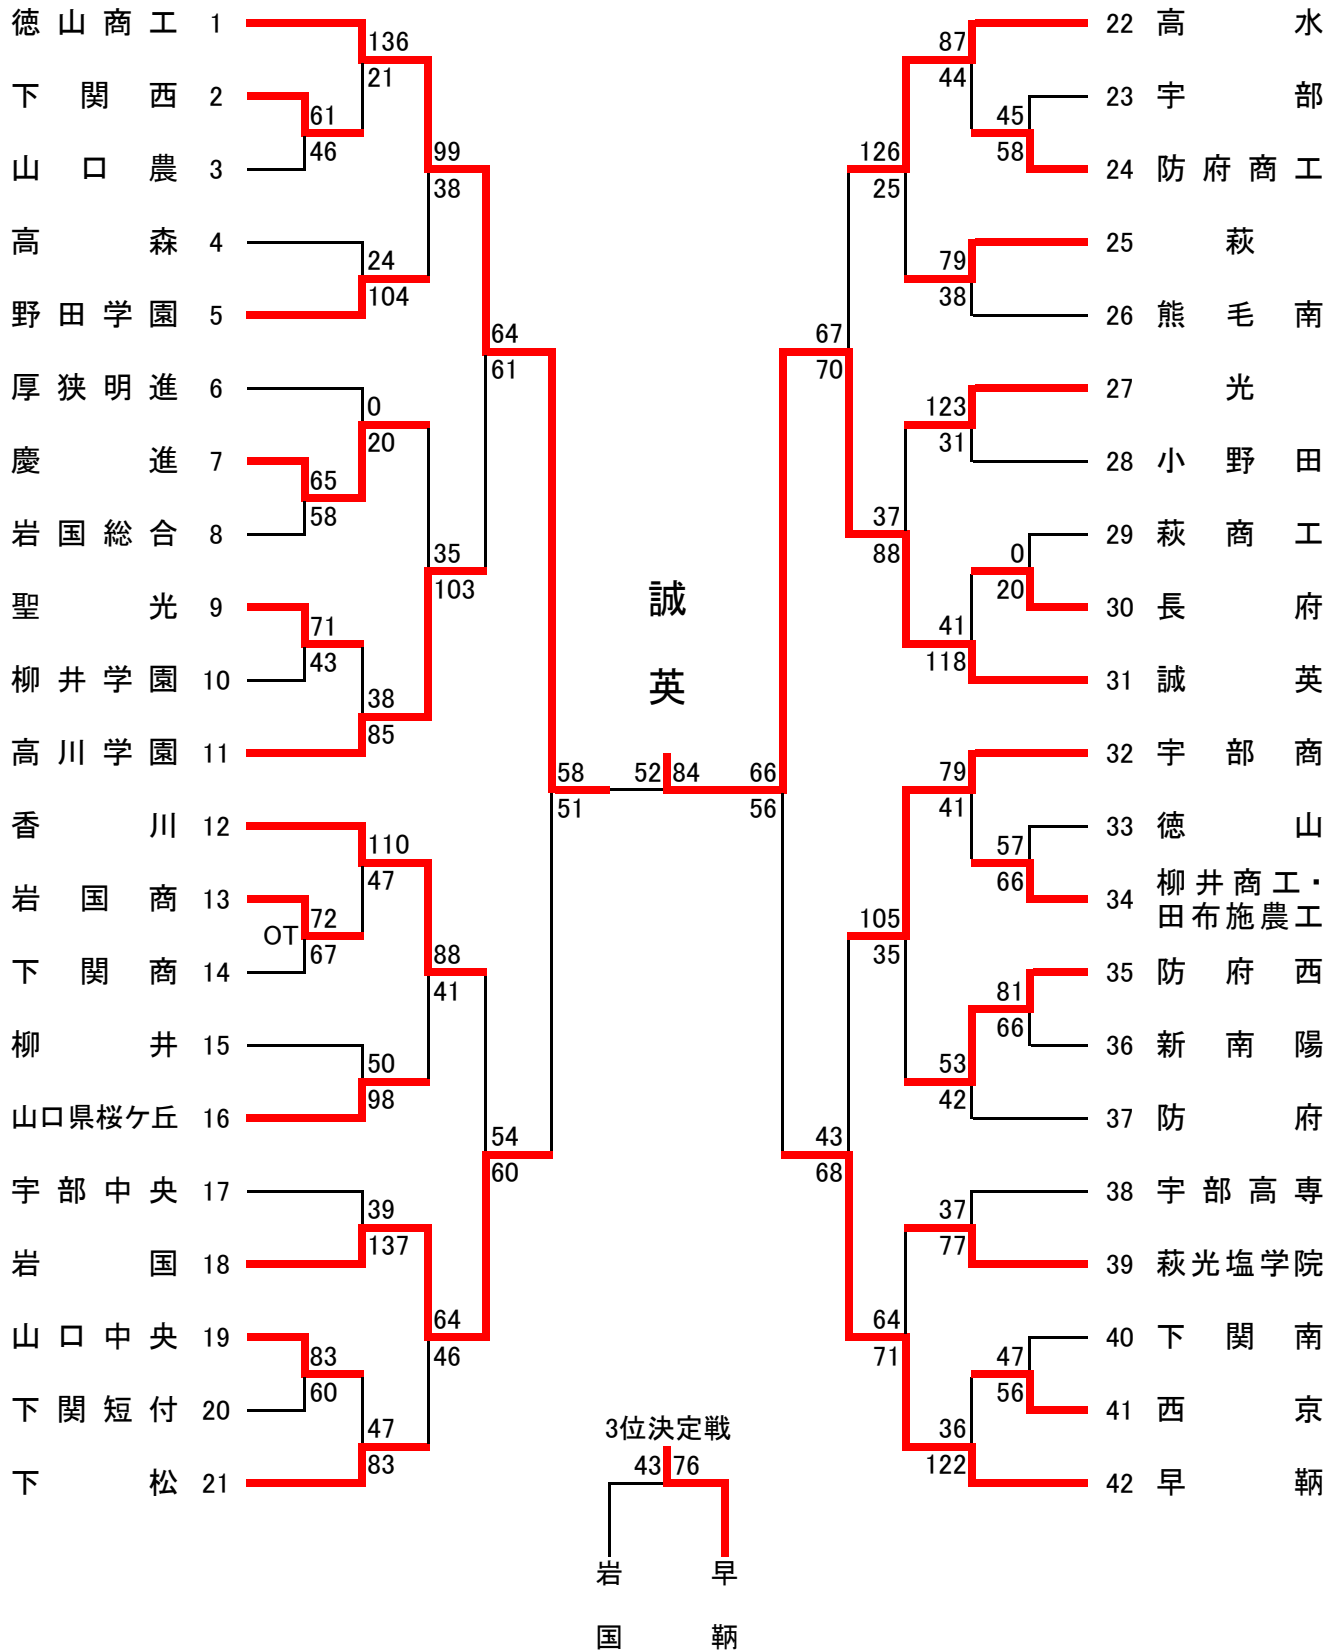 徳山商工 1
136
21
下関西 2
61
46
山口農 3
99
38
高森 4
24
104
野田学園 5
64
61
厚狭明進 6
0
20
慶進 7
65
58
岩国総合 8
35
103
聖光 9
71
43
柳井学園 10
38
85
高川学園 11
58
51
香川 12
110
47
岩国商 13
OT
72
67
下関商 14
88
41
柳井 15
50
98
山口県桜ケ丘 16
54
60
宇部中央 17
39
137
岩国 18
64
46
山口中央 19
83
60
下関短付 20
47
83
下松 21
誠英
52 84
3位決定戦
43 76
岩国
早鞆
22 高水
87
44
23 宇部
45
58
24 防府商工
126
25
25 萩
79
38
26 熊毛南
67
70
27 光
123
31
28 小野田
37
88
29 萩商工
0
20
30 長府
41
118
31 誠英
66
56
32 宇部商
79
41
33 徳山
57
66
34 柳井商工・
田布施農工
105
35
35 防府西
81
66
36 新南陽
53
42
37 防府
43
68
38 宇部高専
37
77
39 萩光塩学院
64
71
40 下関南
47
56
41 西京
36
122
42 早鞆